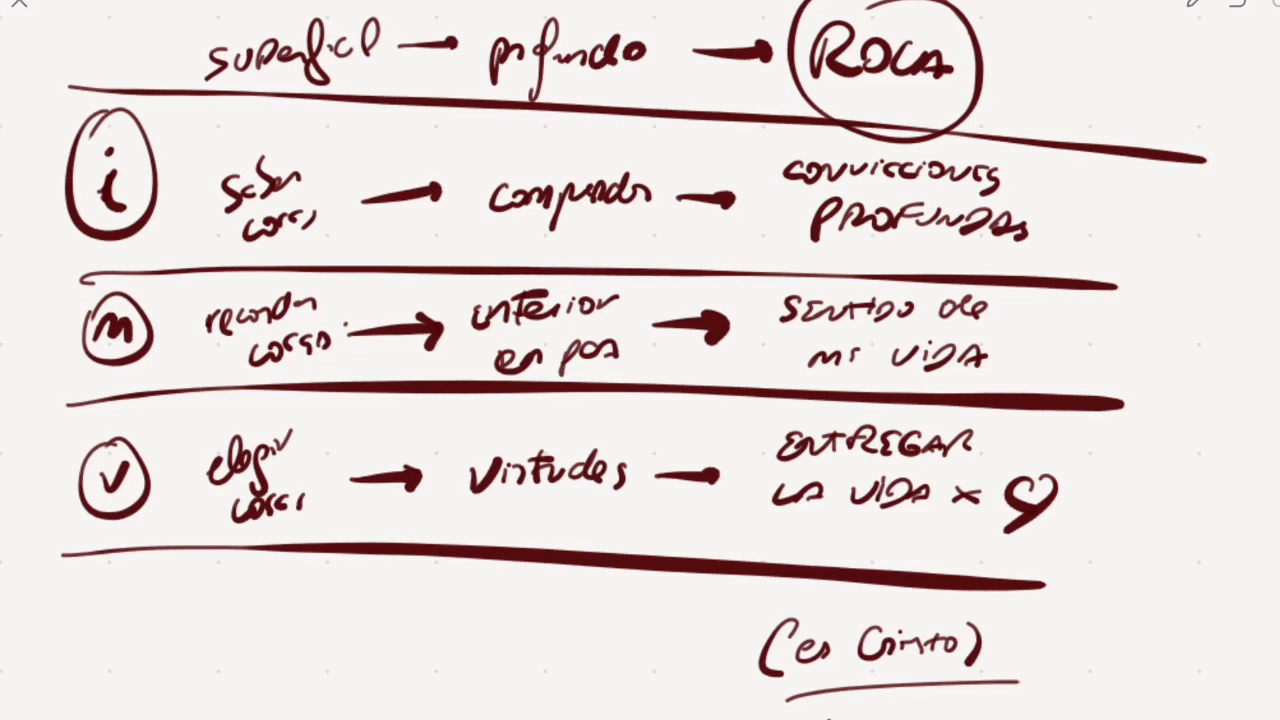 superficial → profundo → ROCA
i saber cosas → comprender → convicciones PROFUNDAS
m recordar cosas → interior en paz → SENTIDO de mi VIDA
v elegir cosas → virtudes → ENTREGAR LA VIDA x ♡
(es Cristo)